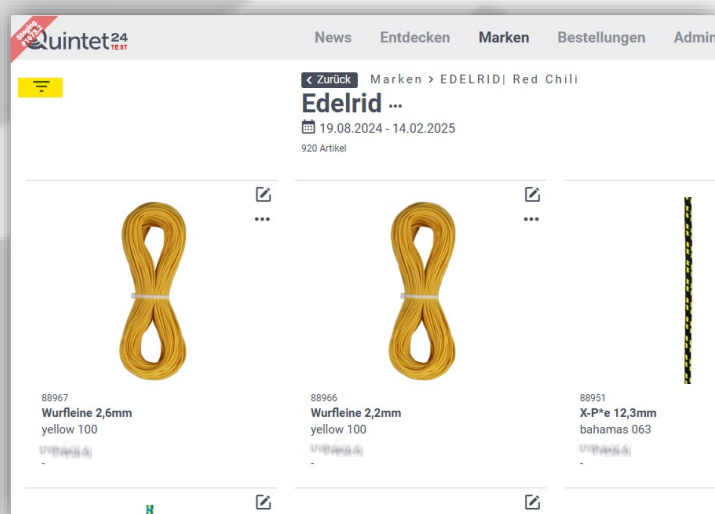 Staging
Quintet24
TEST
News Entdecken Marken Bestellungen Admin
Zurück Marken > EDELRID| Red Chili
Edelrid ...
19.08.2024 - 14.02.2025
920 Artikel
88967
Wurfleine 2,6mm
yellow 100
-
88966
Wurfleine 2,2mm
yellow 100
-
88951
X-P*e 12,3mm
bahamas 063
-